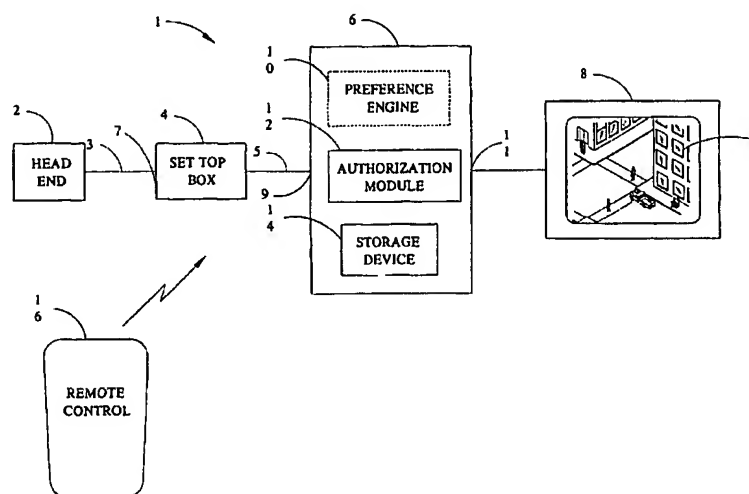 1
6
1
0
PREFERENCE
ENGINE
8
2
3
7
4
1
2
HEAD
END
SET TOP
BOX
5
9
AUTHORIZATION
MODULE
1
1
1
4
STORAGE
DEVICE
1
6
REMOTE
CONTROL